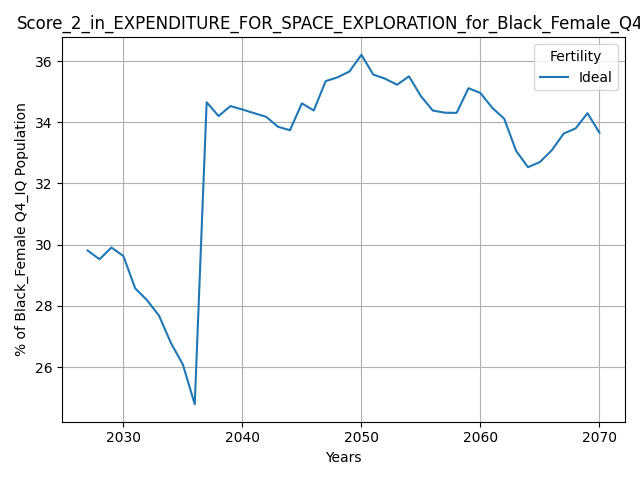 Score_2_in_EXPENDITURE_FOR_SPACE_EXPLORATION_for_Black_Female_Q4
Fertility
Ideal
% of Black_Female Q4_IQ Population
36
34
32
30
28
26
2030 2040 2050 2060 2070
Years